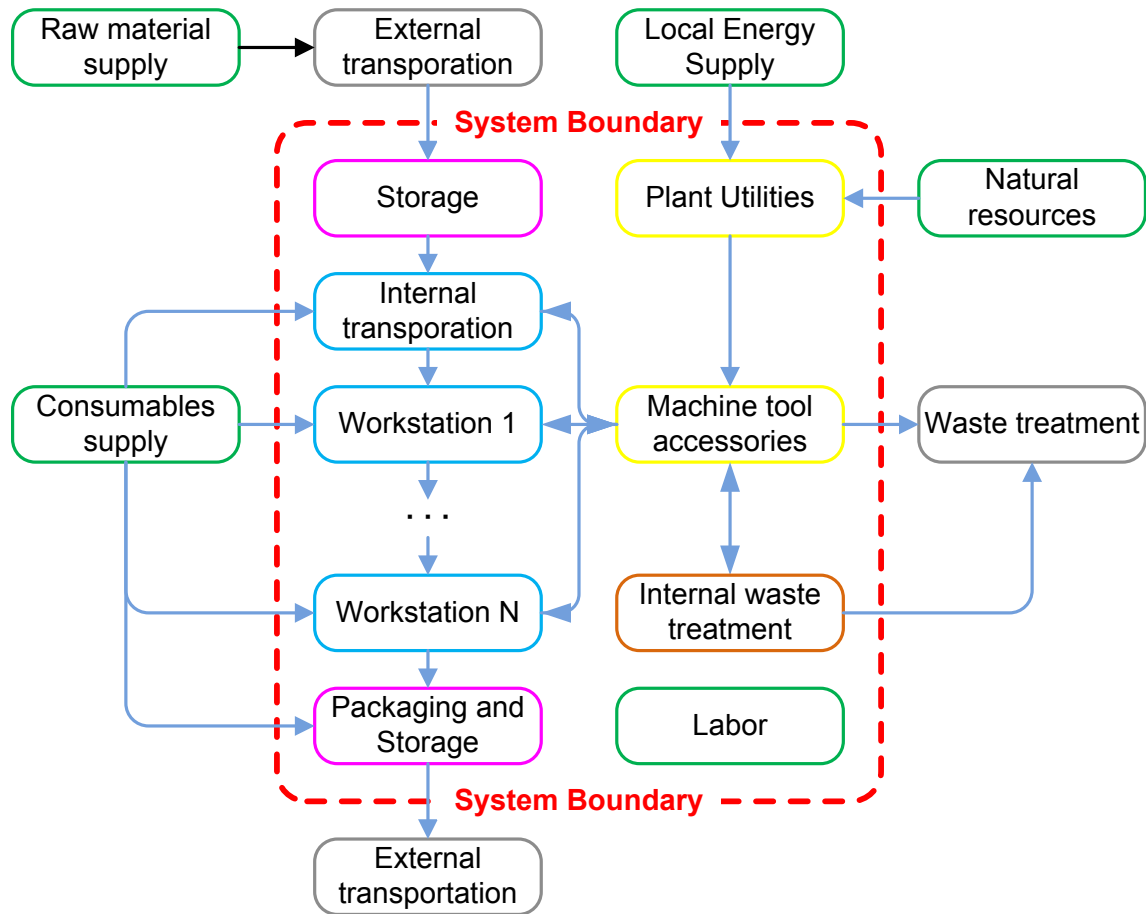 Raw material
supply
External
transporation
Local Energy
Supply
System Boundary
Storage
Plant Utilities
Natural
resources
Internal
transporation
Consumables
supply
Workstation 1
Machine tool
accessories
Waste treatment
. . .
Workstation N
Internal waste
treatment
Packaging and
Storage
Labor
System Boundary
External
transportation